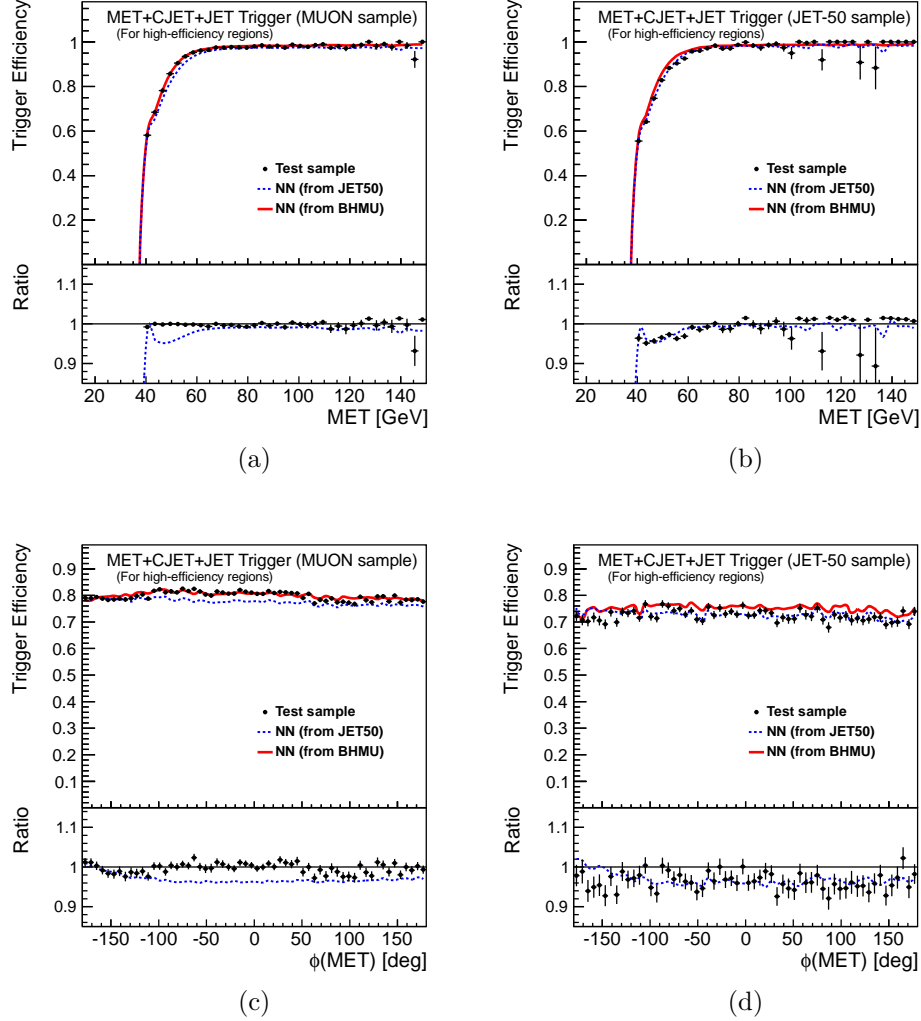 MET+CJET+JET Trigger (MUON sample)
(For high-efficiency regions)
Trigger Efficiency
1
0.8
0.6
0.4
0.2
Test sample
NN (from JET50)
NN (from BHMU)
Ratio
1.1
1
0.9
20 40 60 80 100 120 140
MET [GeV]
(a)
MET+CJET+JET Trigger (JET-50 sample)
(For high-efficiency regions)
Trigger Efficiency
1
0.8
0.6
0.4
0.2
Test sample
NN (from JET50)
NN (from BHMU)
Ratio
1.1
1
0.9
20 40 60 80 100 120 140
MET [GeV]
(b)
MET+CJET+JET Trigger (MUON sample)
(For high-efficiency regions)
Trigger Efficiency
0.9
0.8
0.7
0.6
0.5
0.4
0.3
0.2
0.1
Test sample
NN (from JET50)
NN (from BHMU)
Ratio
1.1
1
0.9
-150 -100 -50 0 50 100 150
ϕ(MET) [deg]
(c)
MET+CJET+JET Trigger (JET-50 sample)
(For high-efficiency regions)
Trigger Efficiency
0.9
0.8
0.7
0.6
0.5
0.4
0.3
0.2
0.1
Test sample
NN (from JET50)
NN (from BHMU)
Ratio
1.1
1
0.9
-150 -100 -50 0 50 100 150
ϕ(MET) [deg]
(d)